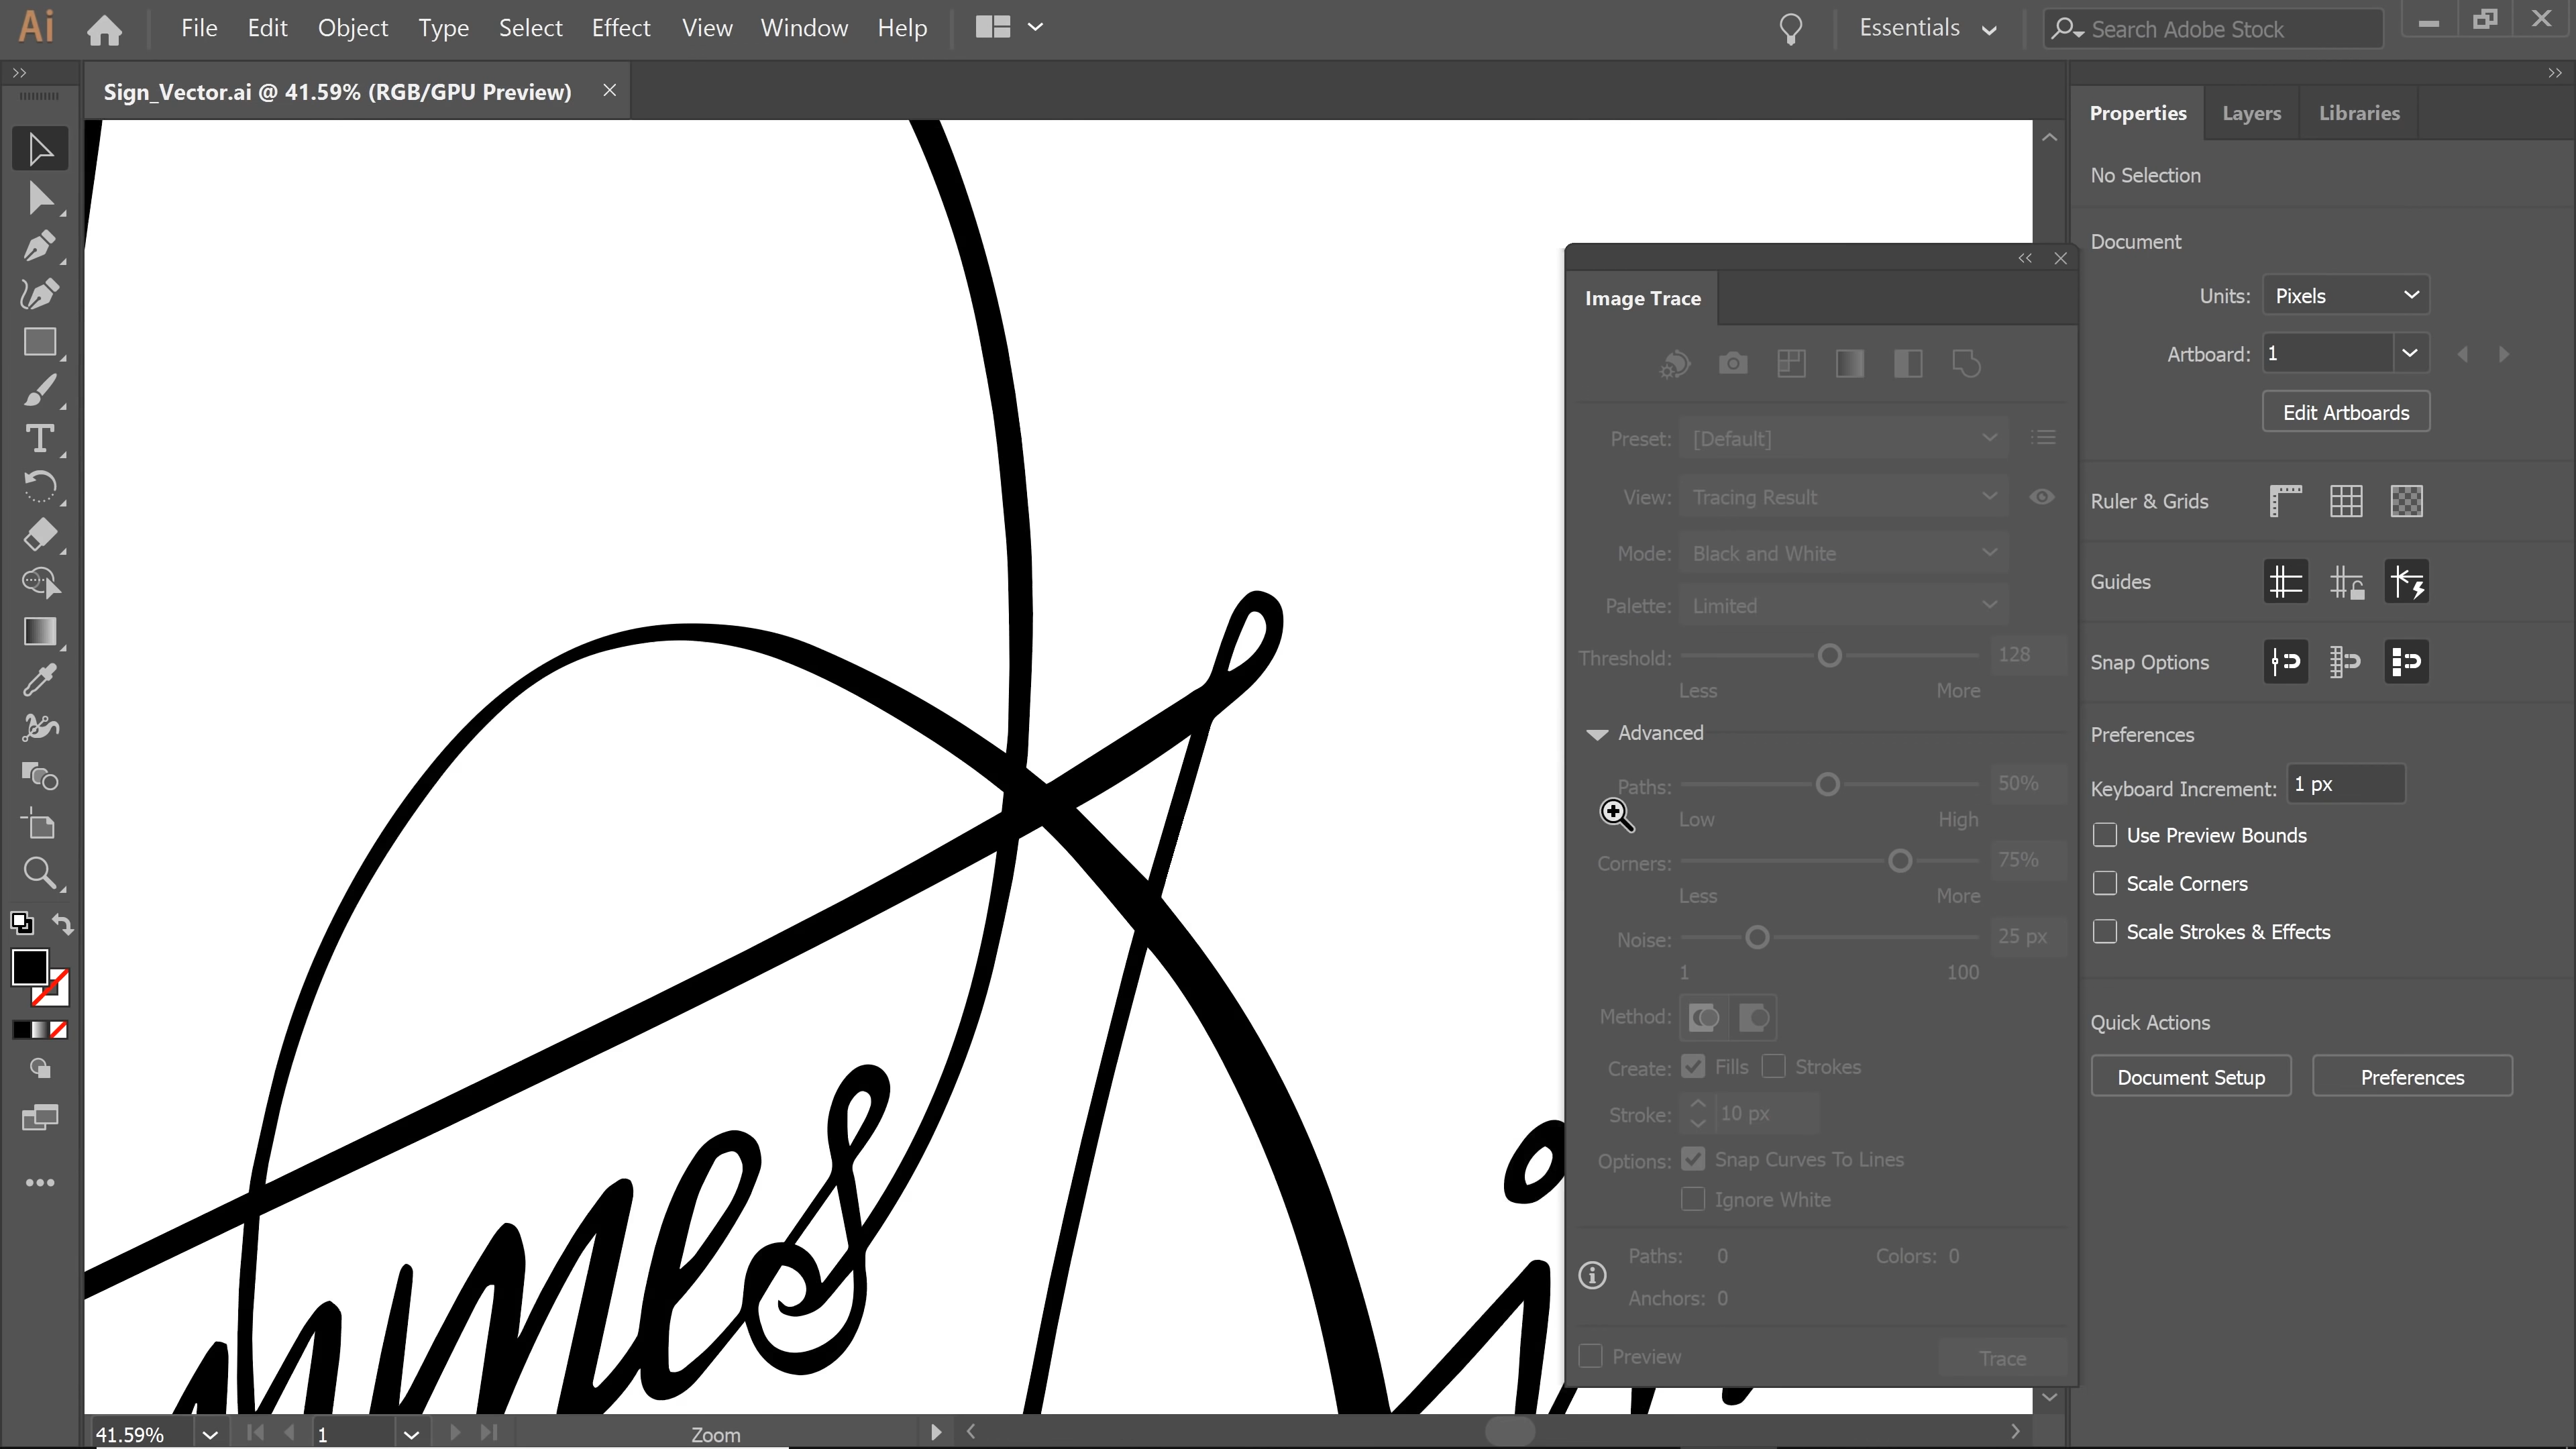 Ai File Edit Object Type Select Effect View Window Help Essentials Search Adobe Stock
Sign_Vector.ai @ 41.59% (RGB/GPU Preview)
Properties Layers Libraries
No Selection
Document
Units: Pixels
Artboard: 1
Edit Artboards
Ruler & Grids
Guides
Snap Options
Preferences
Keyboard Increment: 1 px
Use Preview Bounds
Scale Corners
Scale Strokes & Effects
Quick Actions
Document Setup Preferences
Image Trace
Preset: [Default]
View: Tracing Result
Mode: Black and White
Palette: Limited
Threshold: 128
Less More
Advanced
Paths: 50%
Low High
Corners: 75%
Less More
Noise: 25 px
1 100
Method:
Create: Fills Strokes
Stroke: 10 px
Options: Snap Curves To Lines
Ignore White
Paths: 0 Colors: 0
Anchors: 0
Preview Trace
41.59% 1 Zoom